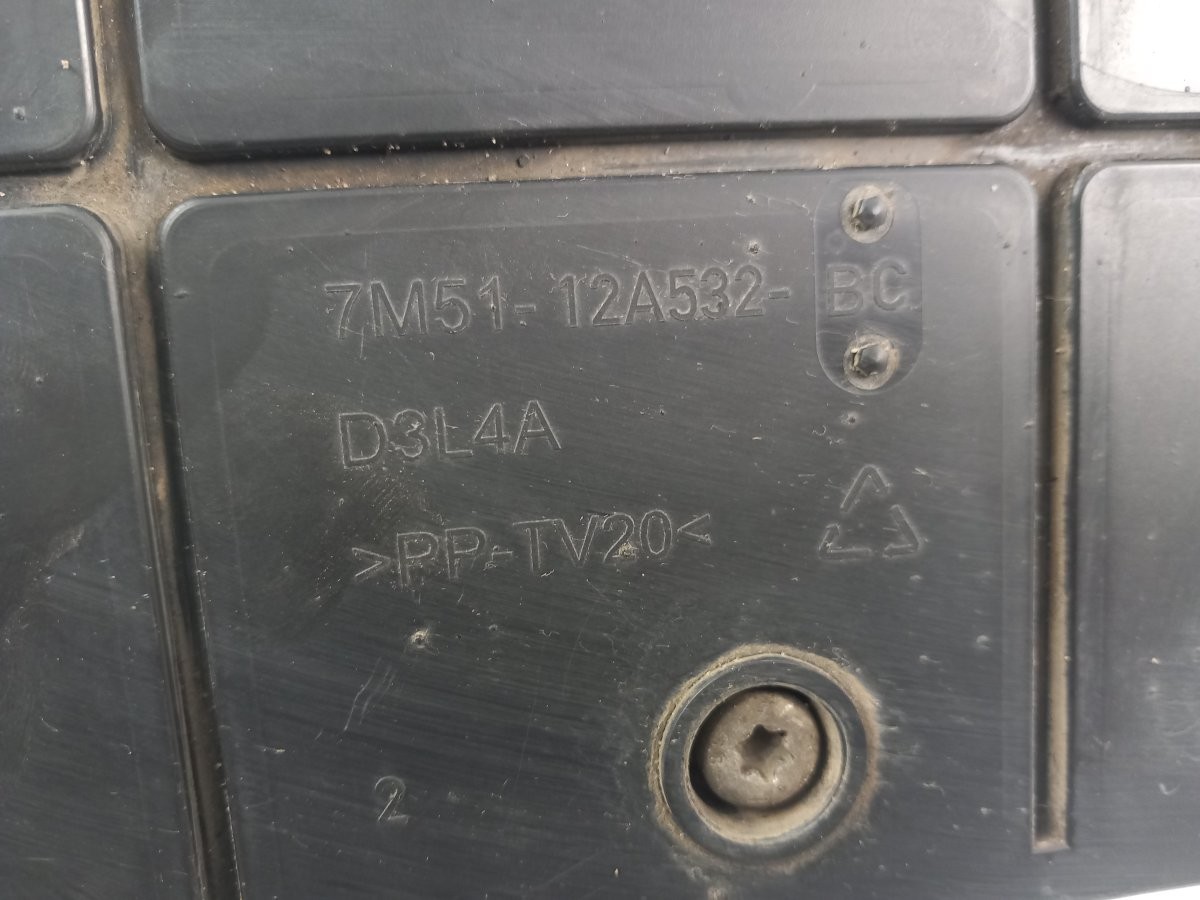 7M51-12A532-BC
D3L4A
>PP-TV20<
2